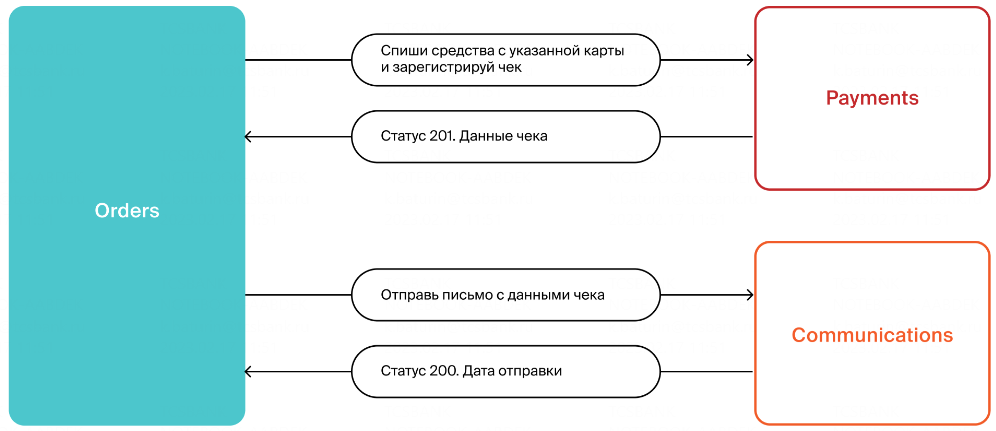 Orders
Спиши средства с указанной карты
и зарегистрируй чек
Статус 201. Данные чека
Payments
Отправь письмо с данными чека
Статус 200. Дата отправки
Communications